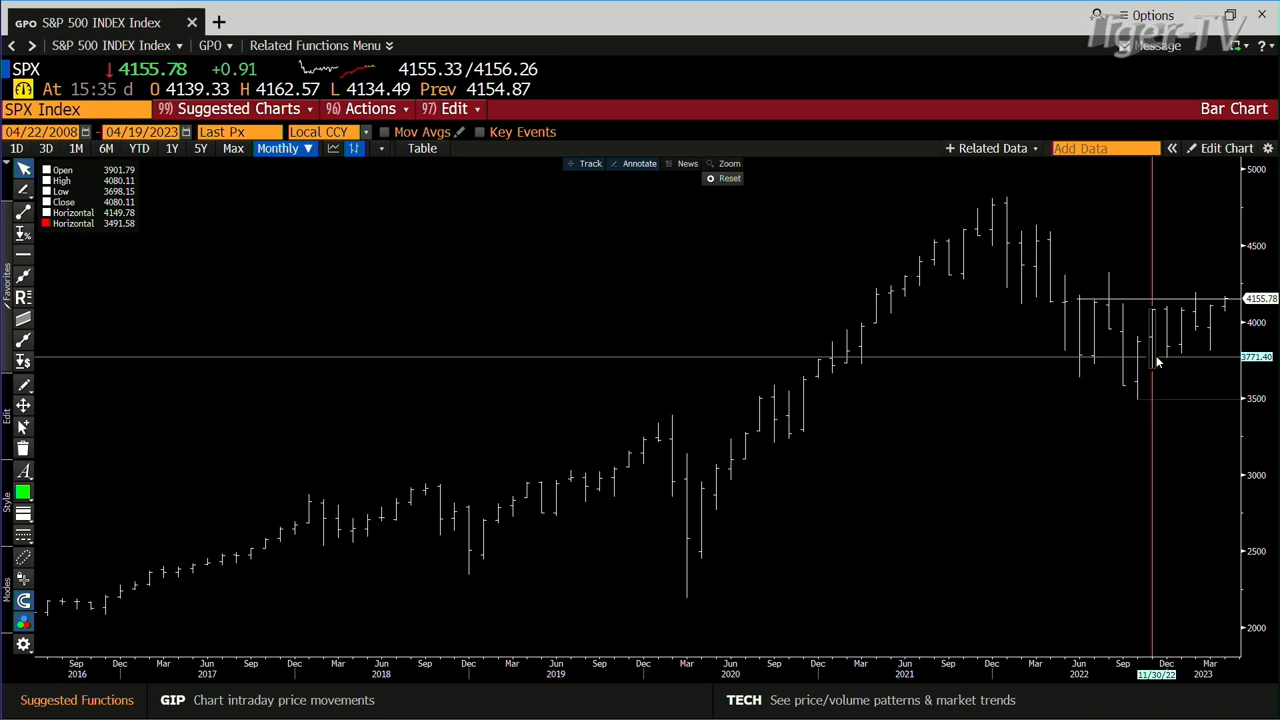 GPO S&P 500 INDEX Index
Options
S&P 500 INDEX Index GPO Related Functions Menu
Message
Tiger-TV
SPX 4155.78 +0.91 4155.33/4156.26
At 15:35 d O 4139.33 H 4162.57 L 4134.49 Prev 4154.87
SPX Index 99) Suggested Charts 96) Actions 97) Edit Bar Chart
04/22/2008 - 04/19/2023 Last Px Local CCY Mov Avgs Key Events
1D 3D 1M 6M YTD 1Y 5Y Max Monthly ▼ Table + Related Data Add Data « Edit Chart
Track Annotate News Zoom
Reset
Open 3901.79
High 4080.11
Low 3698.15
Close 4080.11
Horizontal 4149.78
Horizontal 3491.58
Favorites
Edit
Style
Modes
5000
4500
4155.78
4000
3771.40
3500
3000
2500
2000
Sep Dec Mar Jun Sep Dec Mar Jun Sep Dec Mar Jun Sep Dec Mar Jun Sep Dec Mar Jun Sep Dec Mar Jun Sep Dec Mar
2016 2017 2018 2019 2020 2021 2022 11/30/22 2023
Suggested Functions GIP Chart intraday price movements TECH See price/volume patterns & market trends